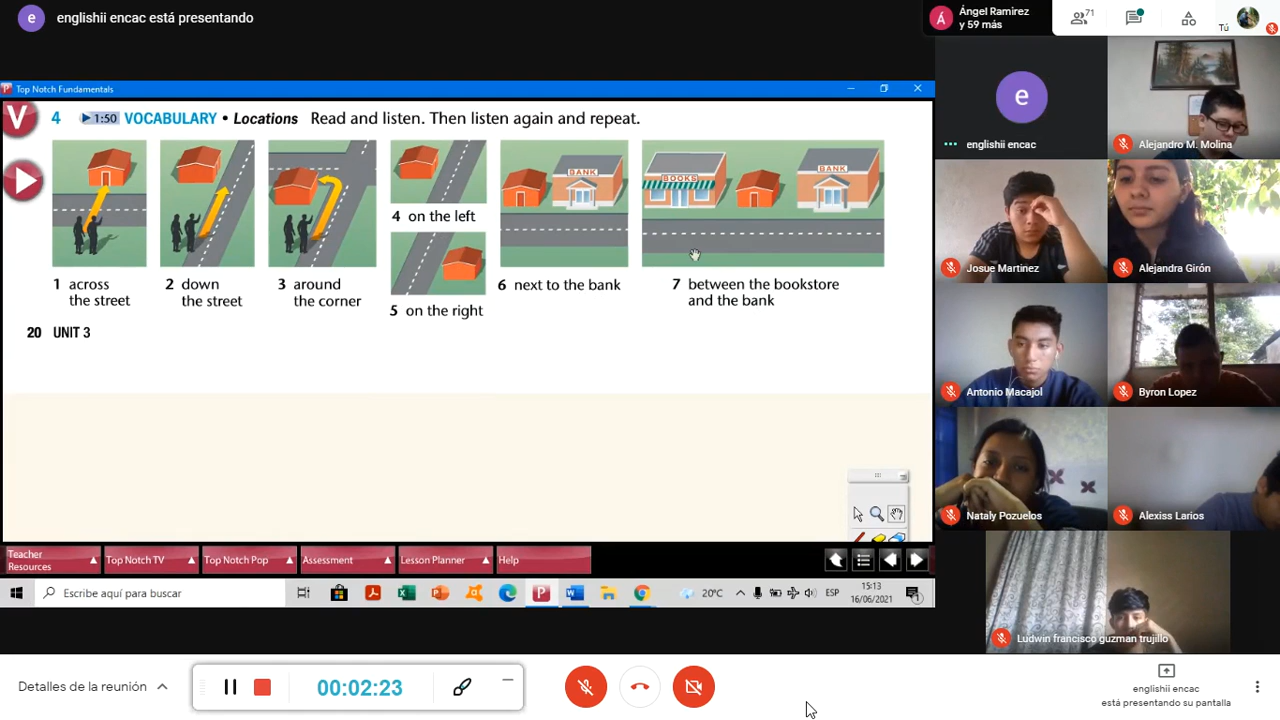 e englishii encac está presentando
Á Ángel Ramirez
y 59 más
71
Tú
Top Notch Fundamentals
V 4 1:50 VOCABULARY • Locations Read and listen. Then listen again and repeat.
BANK
BOOKS
BANK
1 across
the street
2 down
the street
3 around
the corner
4 on the left
5 on the right
6 next to the bank
7 between the bookstore
and the bank
20 UNIT 3
e
englishii encac
Alejandro M. Molina
Josue Martinez
Alejandra Girón
Antonio Macajol
Byron Lopez
Nataly Pozuelos
Alexiss Larios
Ludwin francisco guzman trujillo
Teacher
Resources
Top Notch TV
Top Notch Pop
Assessment
Lesson Planner
Help
Escribe aquí para buscar
20°C
ESP
15:13
16/06/2021
1
Detalles de la reunión
00:02:23
englishii encac
está presentando su pantalla